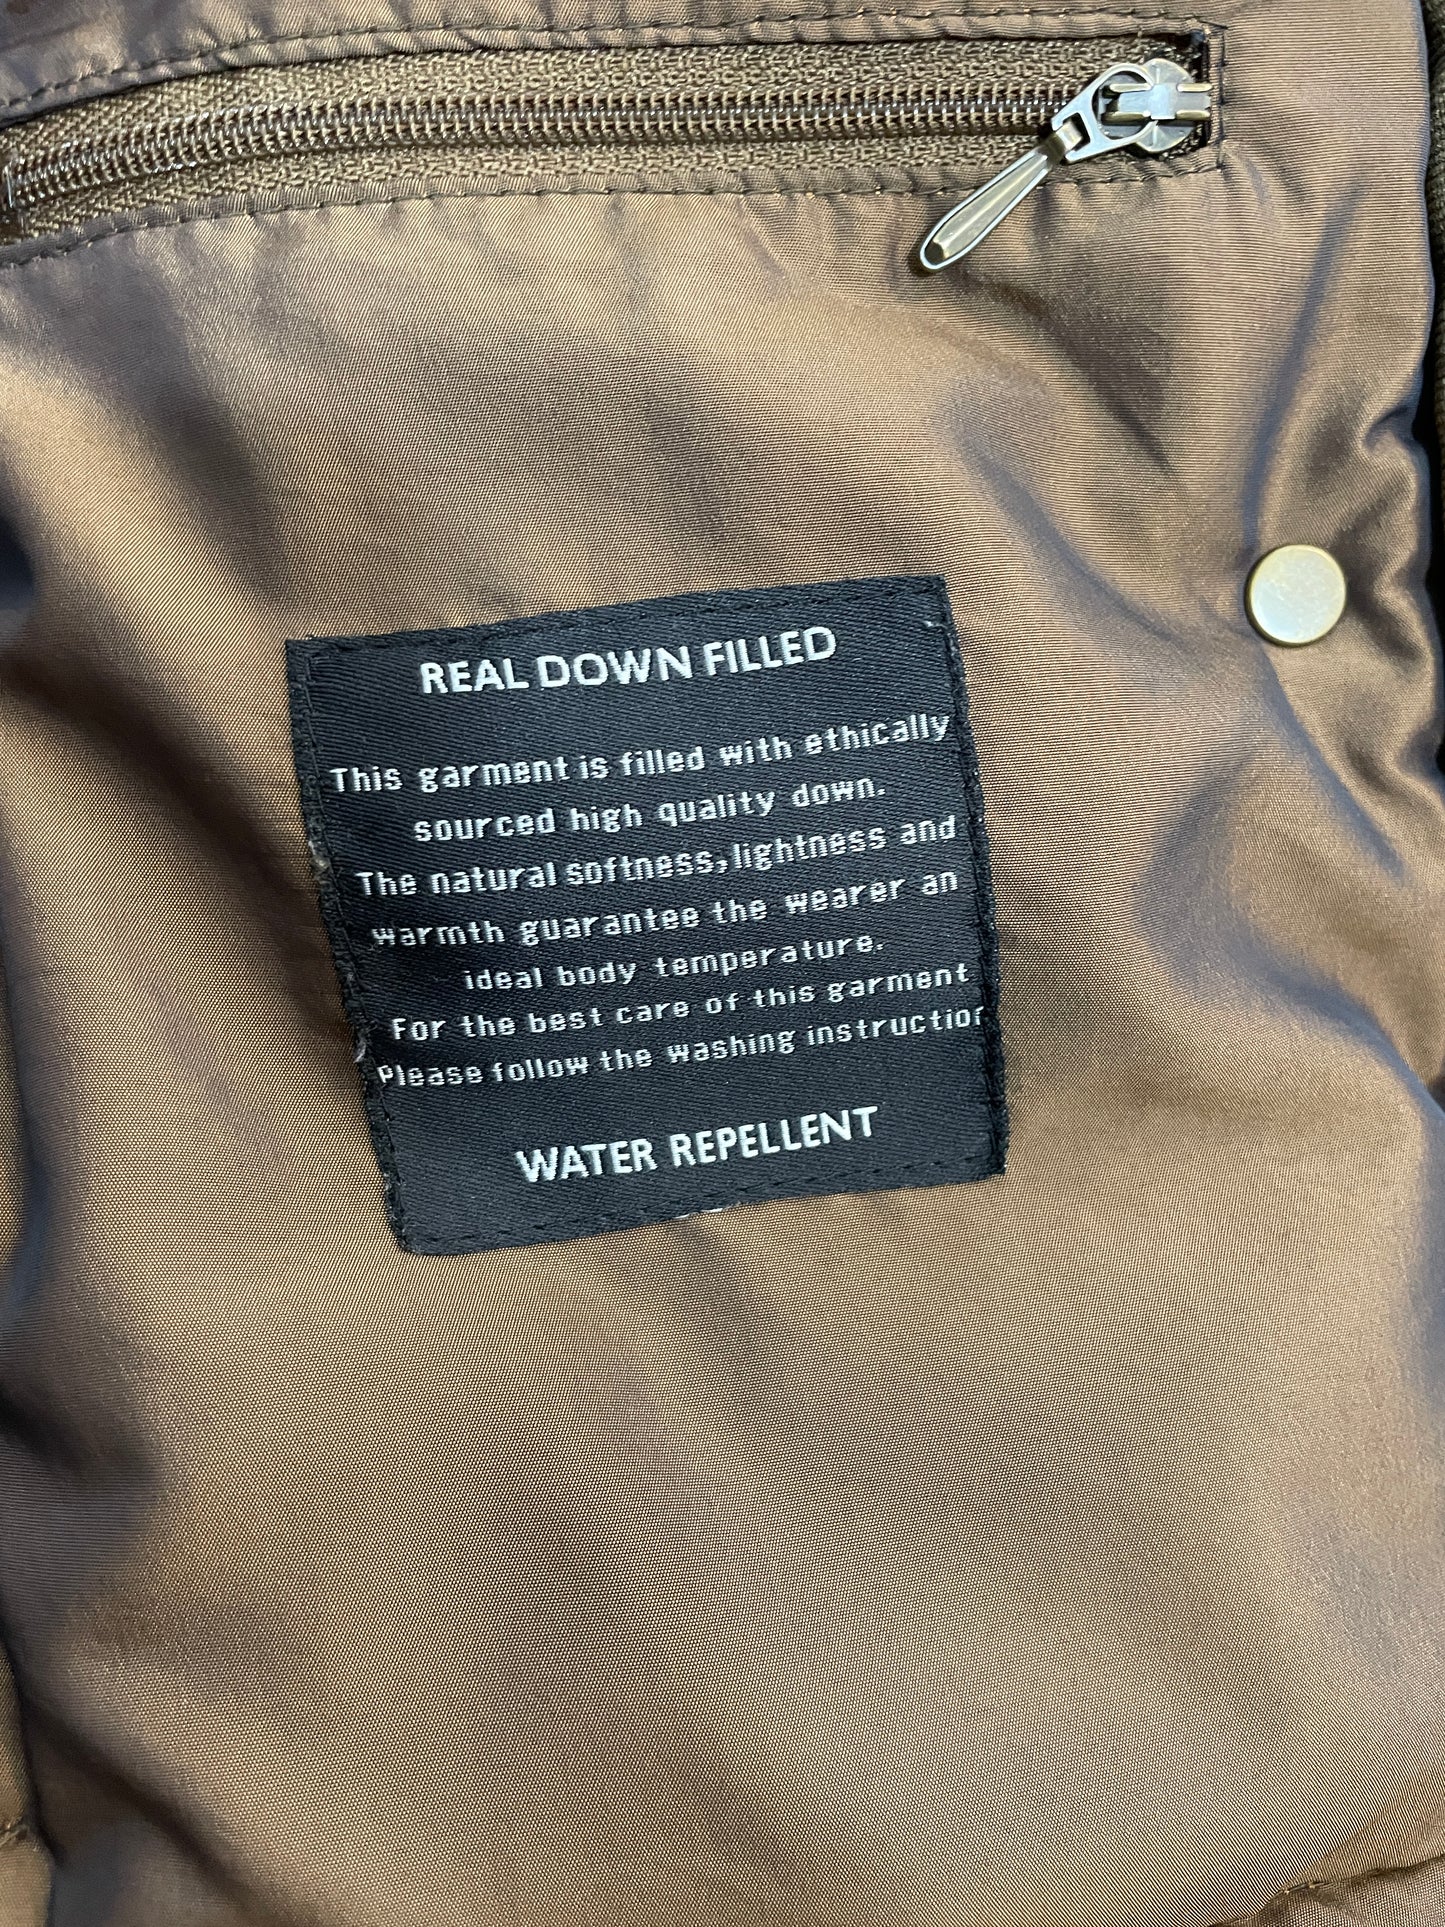 REAL DOWN FILLED
This garment is filled with ethically
sourced high quality down.
The natural softness, lightness and
warmth guarantee the wearer an
ideal body temperature.
For the best care of this garment
Please follow the washing instruction
WATER REPELLENT